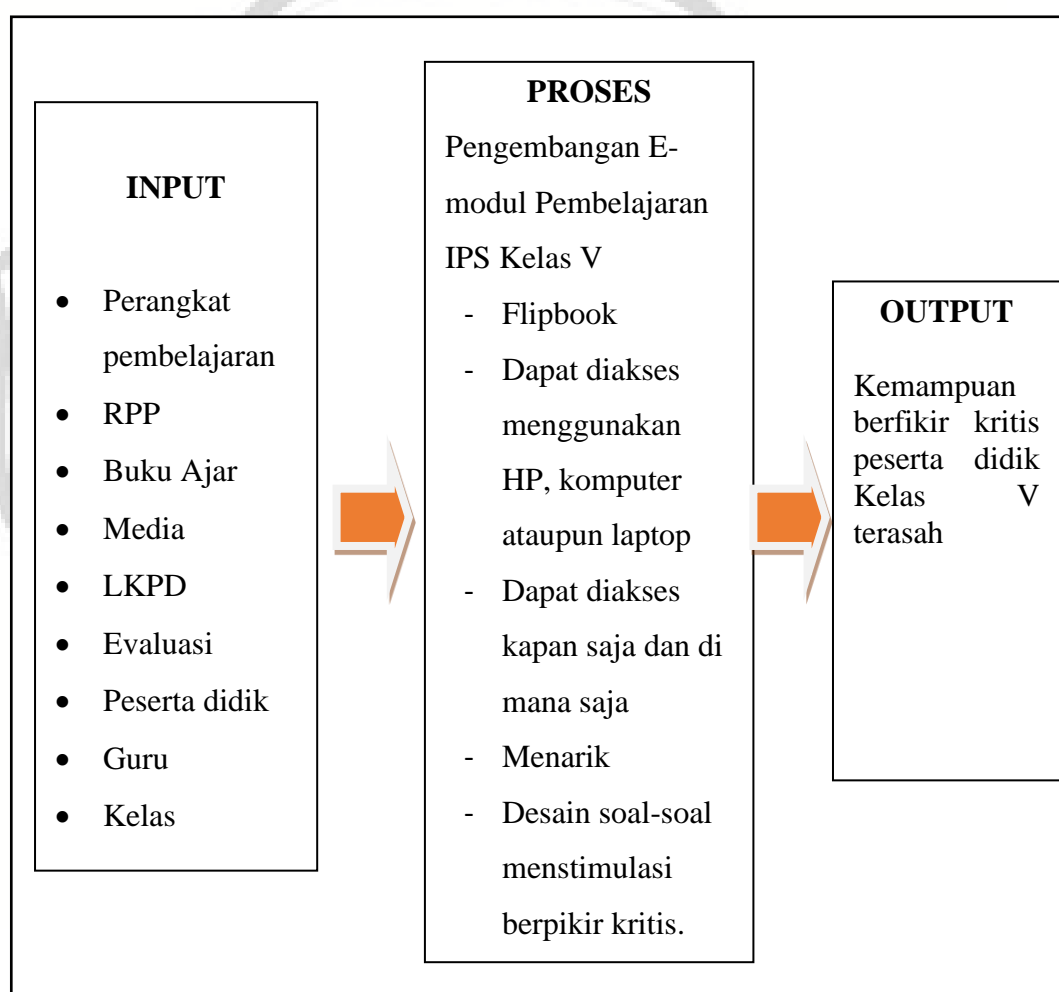 INPUT
• Perangkat
pembelajaran
• RPP
• Buku Ajar
• Media
• LKPD
• Evaluasi
• Peserta didik
• Guru
• Kelas
PROSES
Pengembangan E-
modul Pembelajaran
IPS Kelas V
- Flipbook
- Dapat diakses
menggunakan
HP, komputer
ataupun laptop
- Dapat diakses
kapan saja dan di
mana saja
- Menarik
- Desain soal-soal
menstimulasi
berpikir kritis.
OUTPUT
Kemampuan
berfikir kritis
peserta didik
Kelas V
terasah